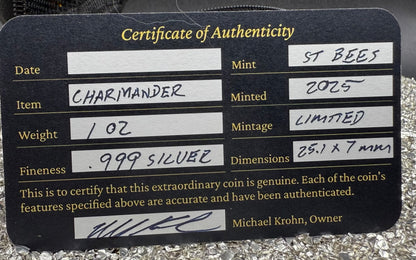 Certificate of Authenticity
Date
Mint ST BEES
Item CHARMANDER
Minted 2025
Weight 1 OZ
Mintage LIMITED
Fineness .999 SILVER
Dimensions 25.1 x 7mm
This is to certify that this extraordinary coin is genuine. Each of the coin's
features specified above are accurate and have been authenticated.
Michael Krohn, Owner